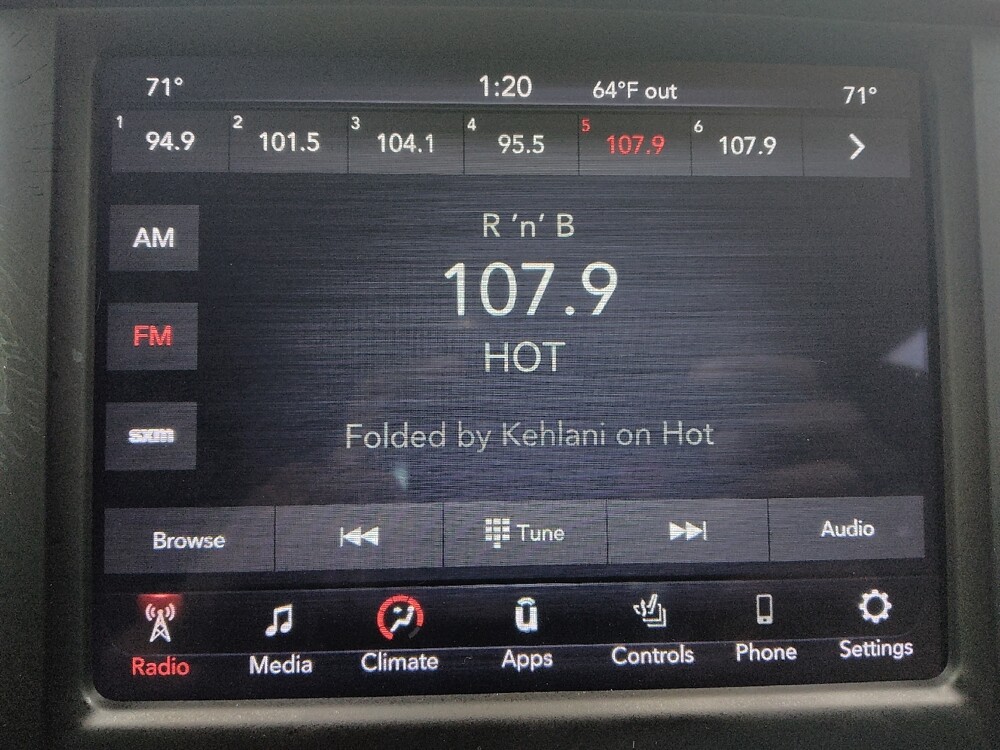 71° 1:20 64°F out 71°
1 94.9 2 101.5 3 104.1 4 95.5 5 107.9 6 107.9
R 'n' B
AM
107.9
FM
HOT
sxm
Folded by Kehlani on Hot
Browse Tune Audio
Radio Media Climate Apps Controls Phone Settings